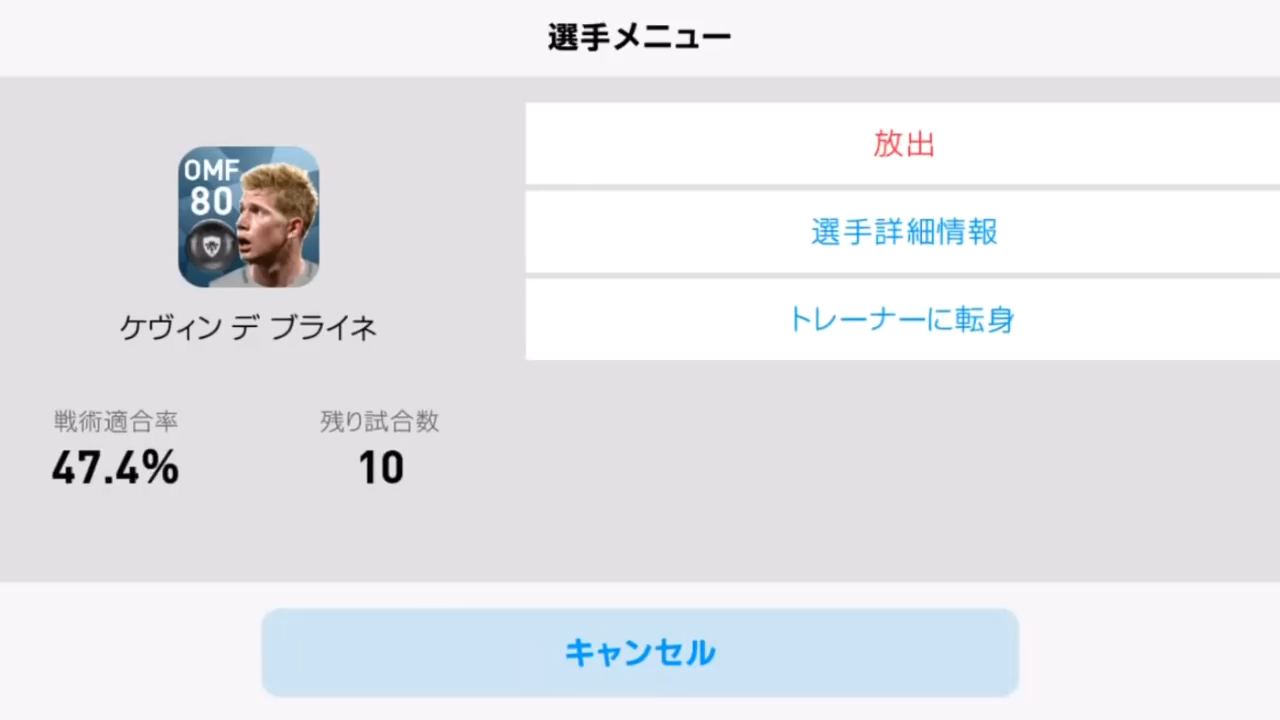 選手メニュー
OMF
80
ケヴィン デ ブライネ
戦術適合率
47.4%
残り試合数
10
放出
選手詳細情報
トレーナーに転身
キャンセル